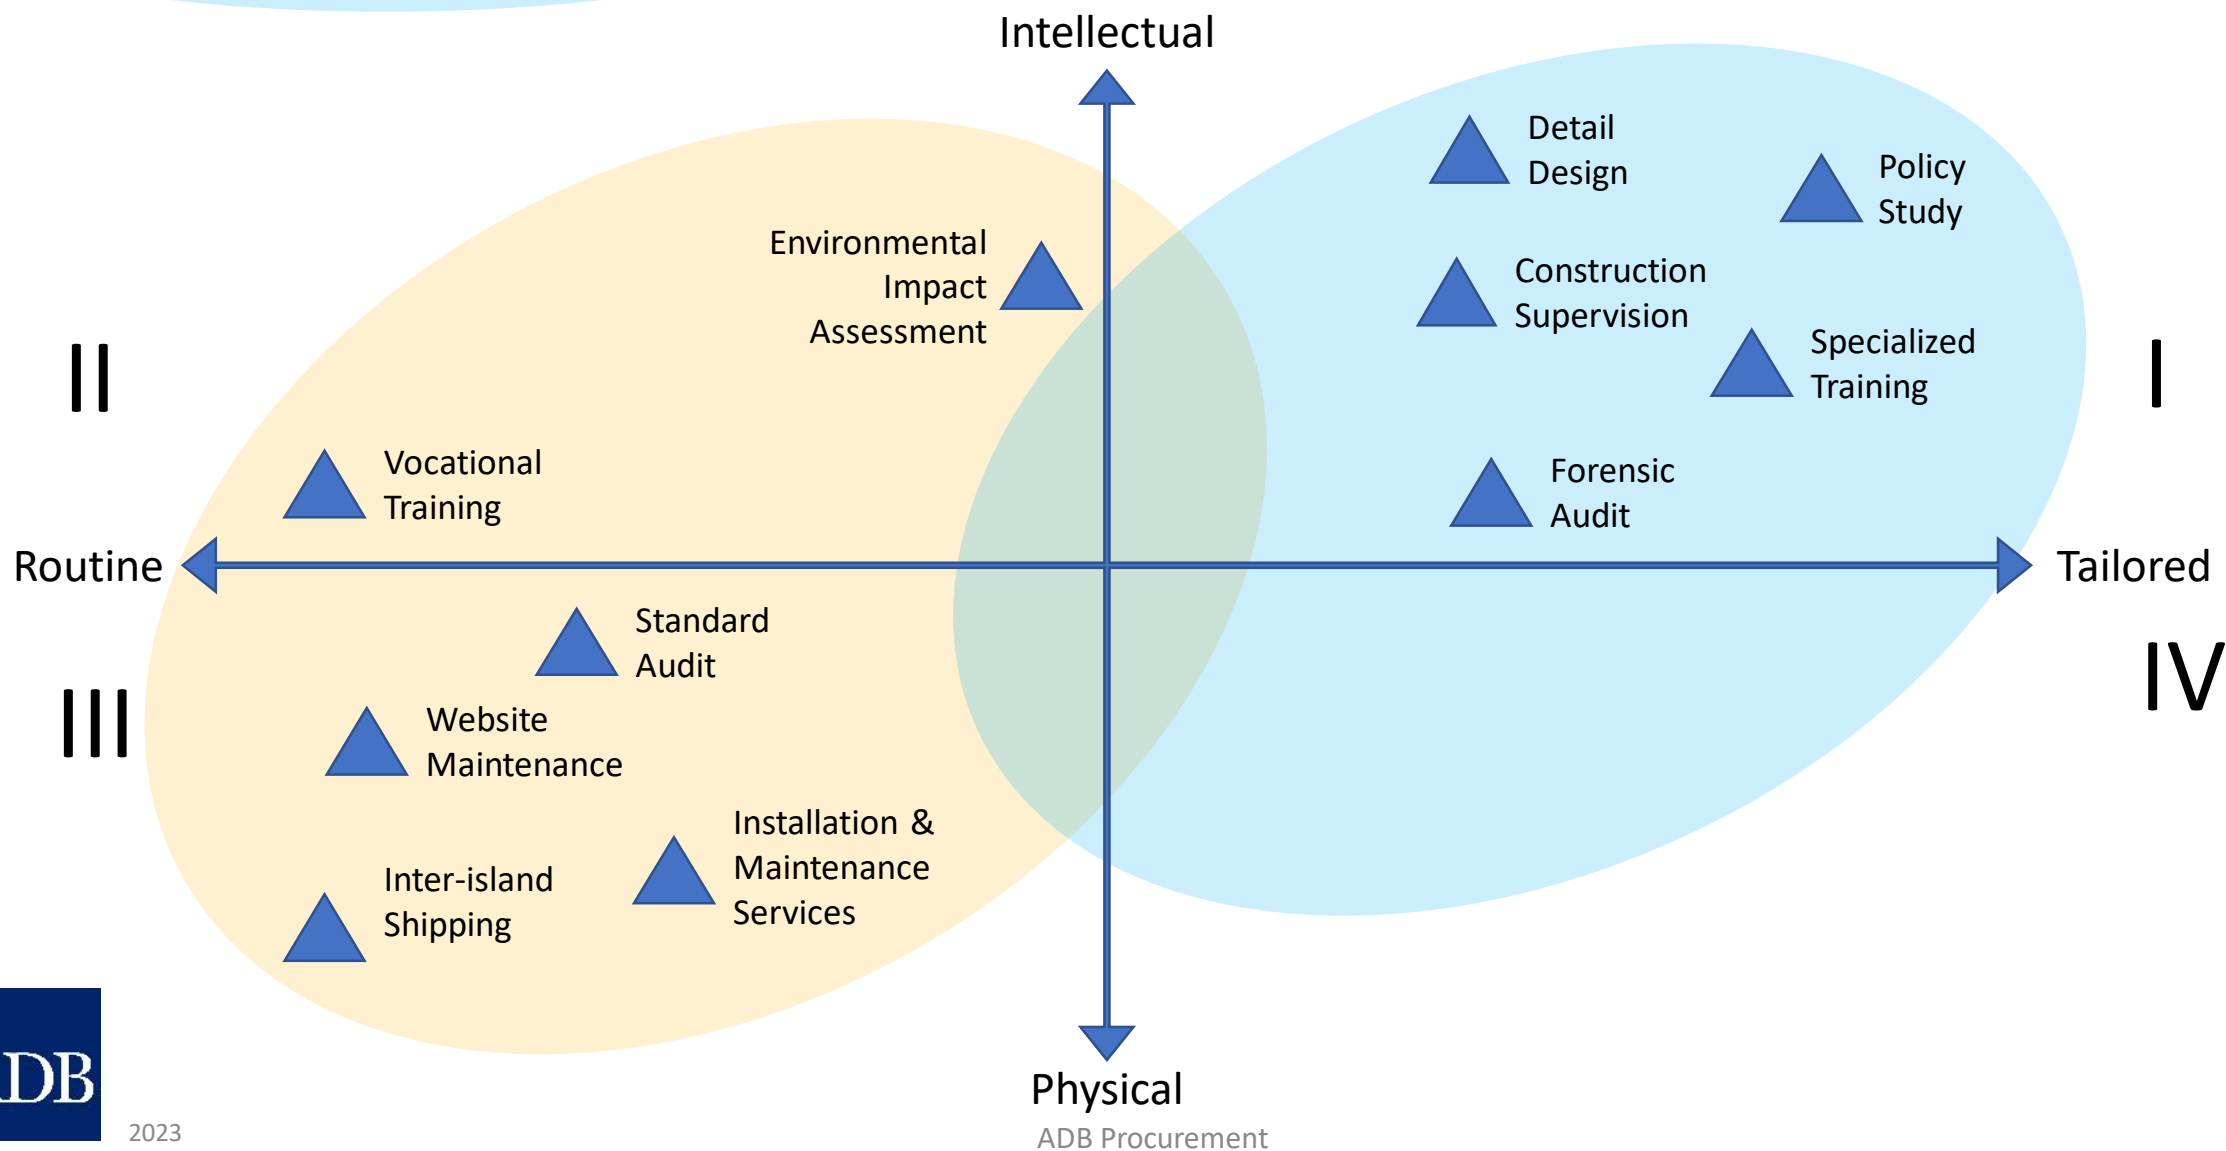 Intellectual
Detail
Design
Policy
Study
Environmental
Impact
Assessment
Construction
Supervision
Specialized
Training
II
I
Vocational
Training
Forensic
Audit
Routine
Tailored
Standard
Audit
IV
III
Website
Maintenance
Installation &
Maintenance
Services
Inter-island
Shipping
DB
Physical
2023
ADB Procurement